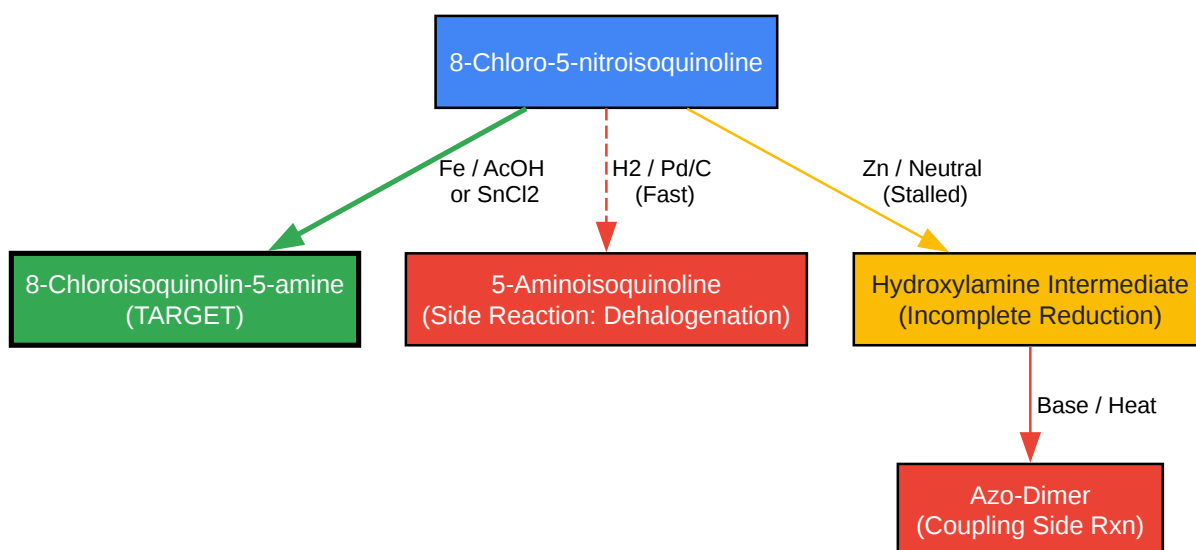 8-Chloro-5-nitroisoquinoline
Fe / AcOH
or SnCl2
H2 / Pd/C
(Fast)
Zn / Neutral
(Stalled)
8-Chloroisoquinolin-5-amine
(TARGET)
5-Aminoisoquinoline
(Side Reaction: Dehalogenation)
Hydroxylamine Intermediate
(Incomplete Reduction)
Base / Heat
Azo-Dimer
(Coupling Side Rxn)